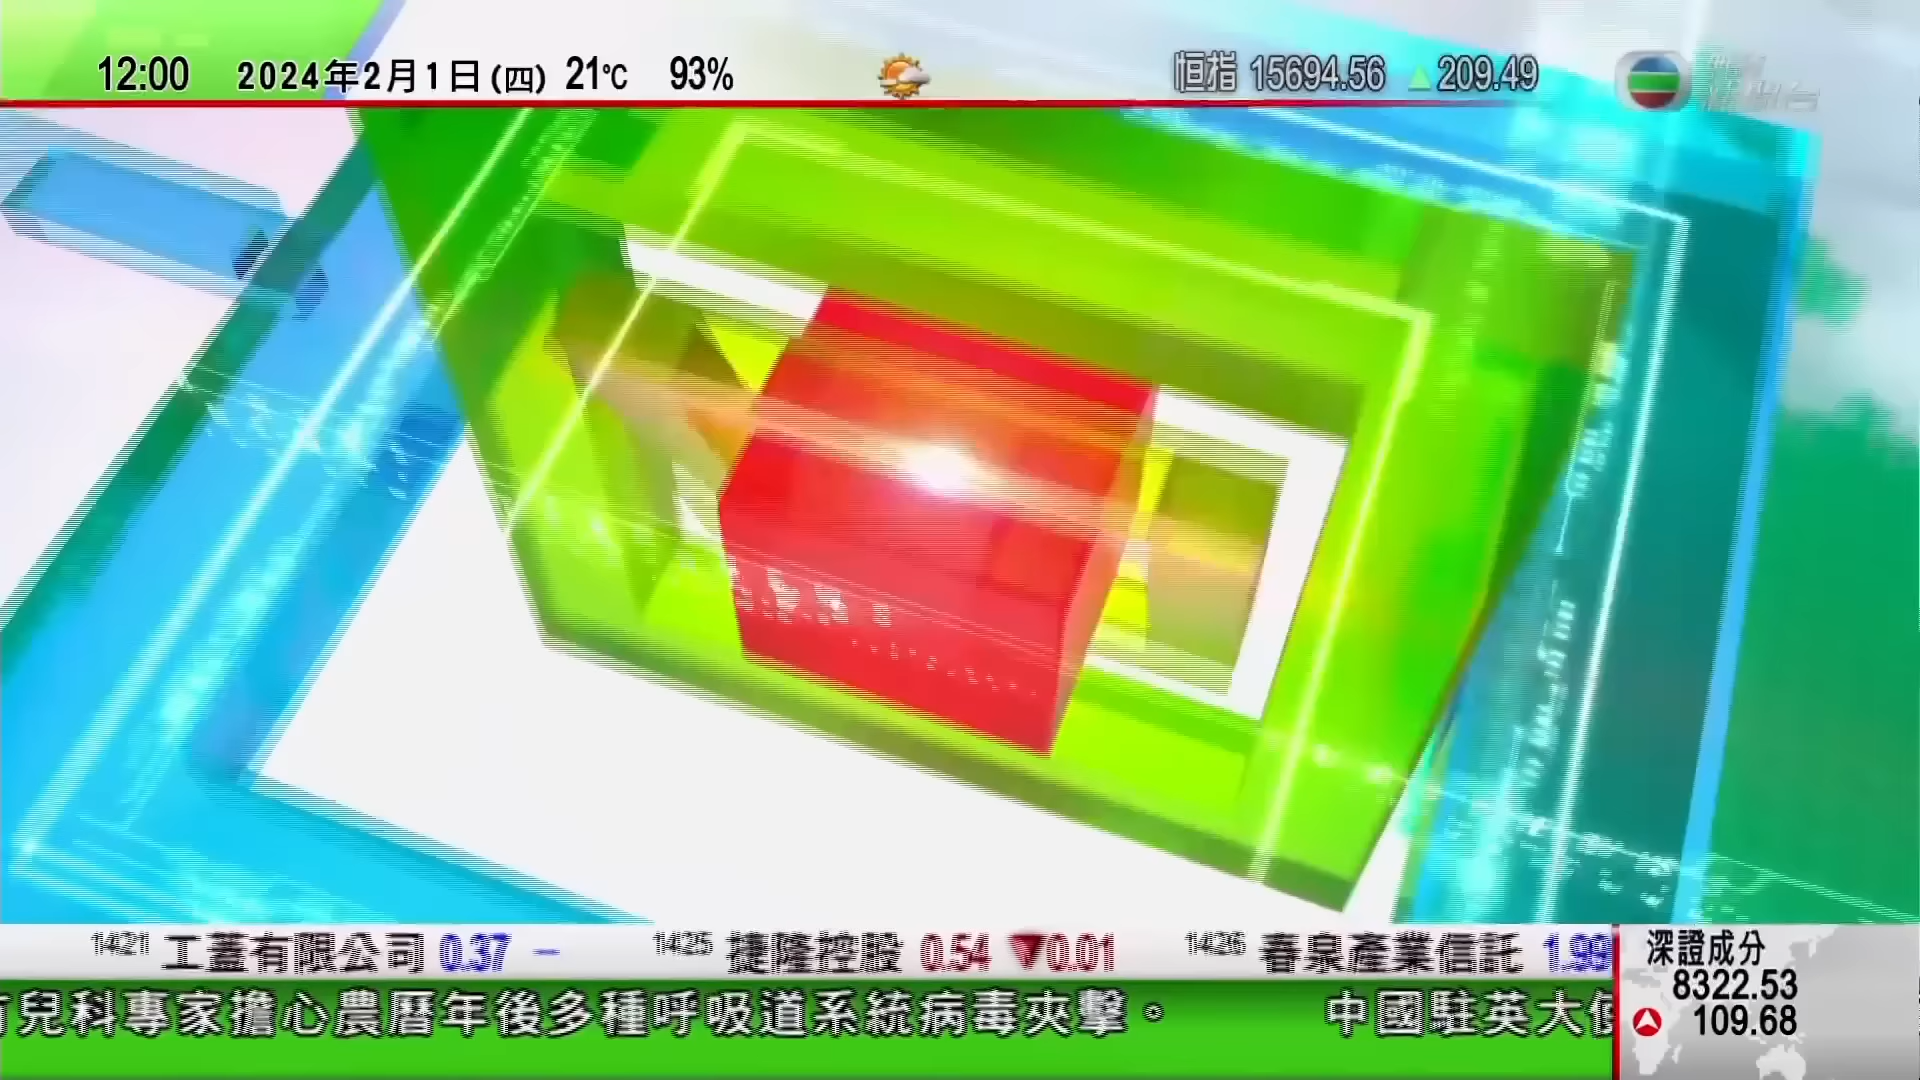 12:00 2024年2月1日(四) 21℃ 93% 恒指 15694.56 ▲209.49
1421 工蓋有限公司 0.37 – 1425 捷隆控股 0.54 ▼0.01 1426 春泉產業信託 1.99
兒科專家擔心農曆年後多種呼吸道系統病毒夾擊。 中國駐英大使
深證成分
8322.53
109.68